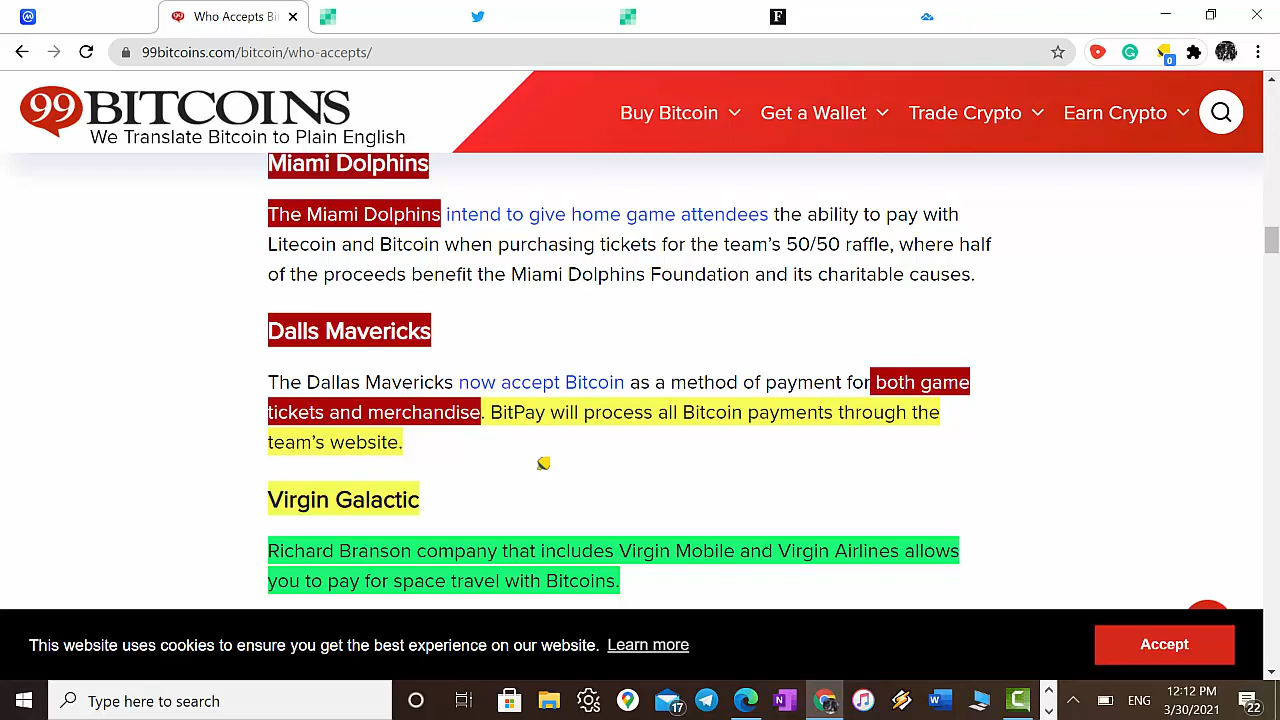 Who Accepts Bi
F
99bitcoins.com/bitcoin/who-accepts/
0
99BITCOINS
We Translate Bitcoin to Plain English
Buy Bitcoin
Get a Wallet
Trade Crypto
Earn Crypto
Miami Dolphins
The Miami Dolphins intend to give home game attendees the ability to pay with
Litecoin and Bitcoin when purchasing tickets for the team's 50/50 raffle, where half
of the proceeds benefit the Miami Dolphins Foundation and its charitable causes.
Dalls Mavericks
The Dallas Mavericks now accept Bitcoin as a method of payment for both game
tickets and merchandise. BitPay will process all Bitcoin payments through the
team's website.
Virgin Galactic
Richard Branson company that includes Virgin Mobile and Virgin Airlines allows
you to pay for space travel with Bitcoins.
This website uses cookies to ensure you get the best experience on our website. Learn more
Accept
Type here to search
17
N
W
C
ENG
12:12 PM
3/30/2021
22